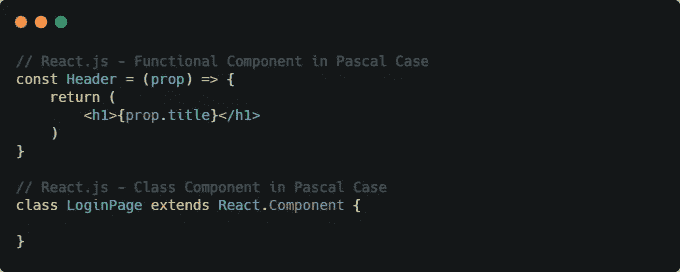 // React.js - Functional Component in Pascal Case
const Header = (prop) => {
    return (
        <h1>{prop.title}</h1>
    )
}
// React.js - Class Component in Pascal Case
class LoginPage extends React.Component {
}